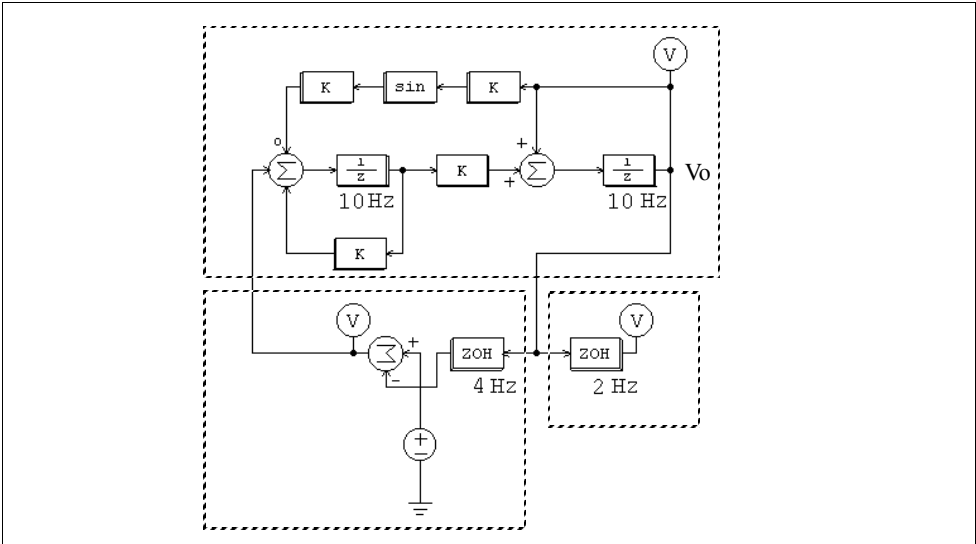 V
K sin K
o + Σ 1/z K + Σ 1/z Vo
10 Hz 10 Hz
K
V V
Σ + ZOH ZOH
- 4 Hz 2 Hz
+
-